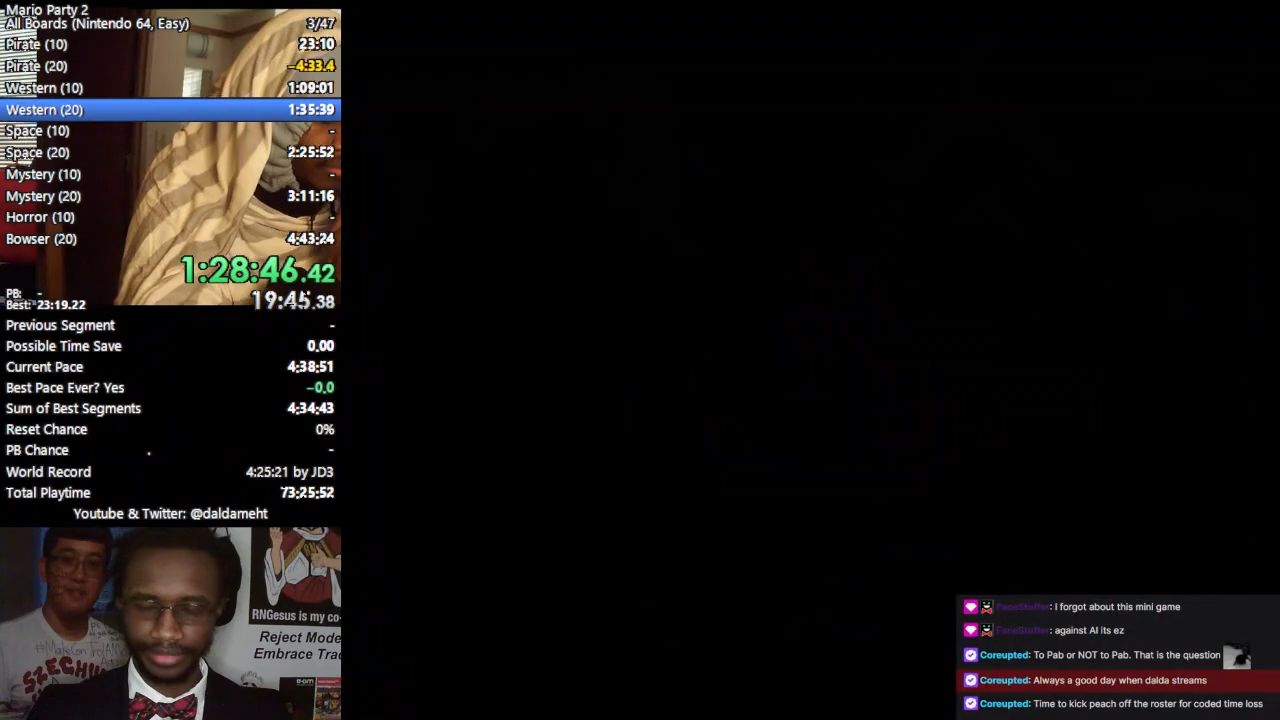 Mario Party 2
All Boards (Nintendo 64, Easy) 3/47
Pirate (10) 23:10
Pirate (20) −4:33.4
Western (10) 1:09:01
Western (20) 1:35:39
Space (10) -
Space (20) 2:25:52
Mystery (10) -
Mystery (20) 3:11:16
Horror (10) -
Bowser (20) 4:43:24
1:28:46.42
PB: -
Best: 23:19.22 19:45.38
Previous Segment -
Possible Time Save 0.00
Current Pace 4:38:51
Best Pace Ever? Yes −0.0
Sum of Best Segments 4:34:43
Reset Chance 0%
PB Chance -
World Record 4:25:21 by JD3
Total Playtime 73:25:52
Youtube & Twitter: @daldameht
RNGesus is my co-
Reject Mode
Embrace Tra
FaceStuffer: I forgot about this mini game
FaceStuffer: against AI its ez
Coreupted: To Pab or NOT to Pab. That is the question
Coreupted: Always a good day when dalda streams
Coreupted: Time to kick peach off the roster for coded time loss